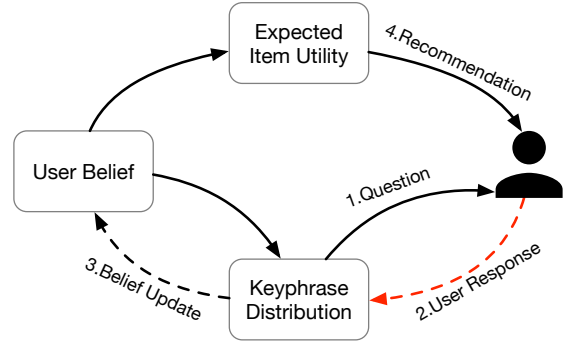 Expected
Item Utility
4.Recommendation
User Belief
1.Question
3.Belief Update
Keyphrase
Distribution
2.User Response